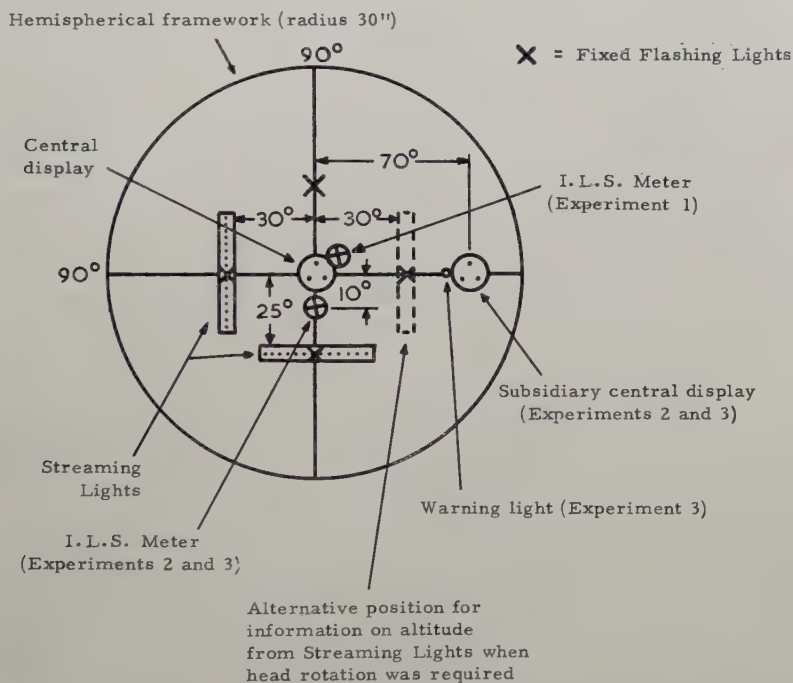 Hemispherical framework (radius 30")
90°
X = Fixed Flashing Lights
Central
display
70°
I.L.S. Meter
(Experiment 1)
30°
30°
90°
25°
10°
Subsidiary central display
(Experiments 2 and 3)
Streaming
Lights
Warning light (Experiment 3)
I.L.S. Meter
(Experiments 2 and 3)
Alternative position for
information on altitude
from Streaming Lights when
head rotation was required